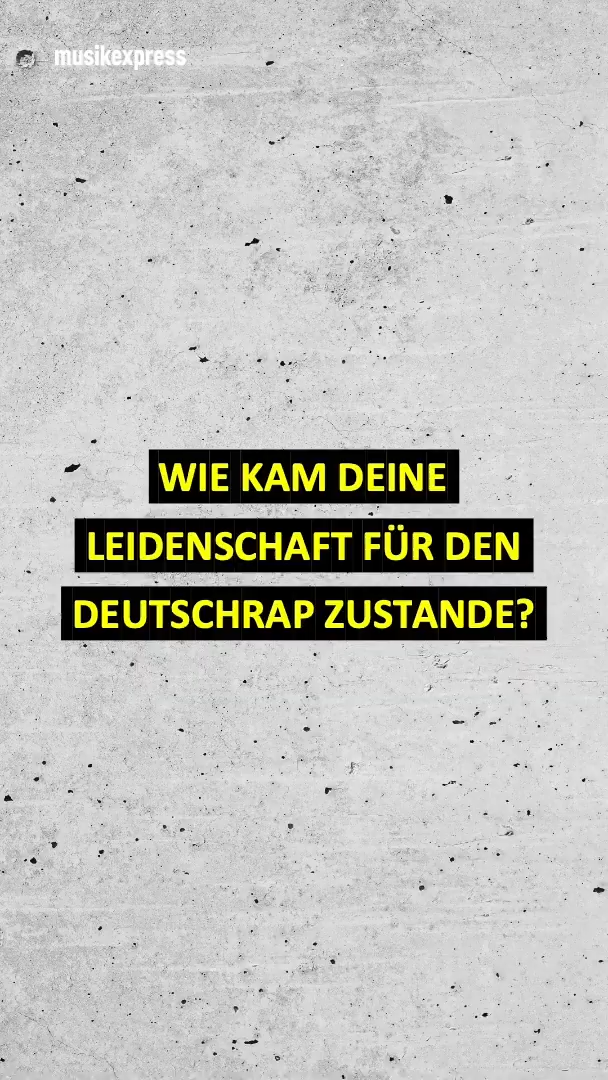 musikexpress
WIE KAM DEINE
LEIDENSCHAFT FÜR DEN
DEUTSCHRAP ZUSTANDE?